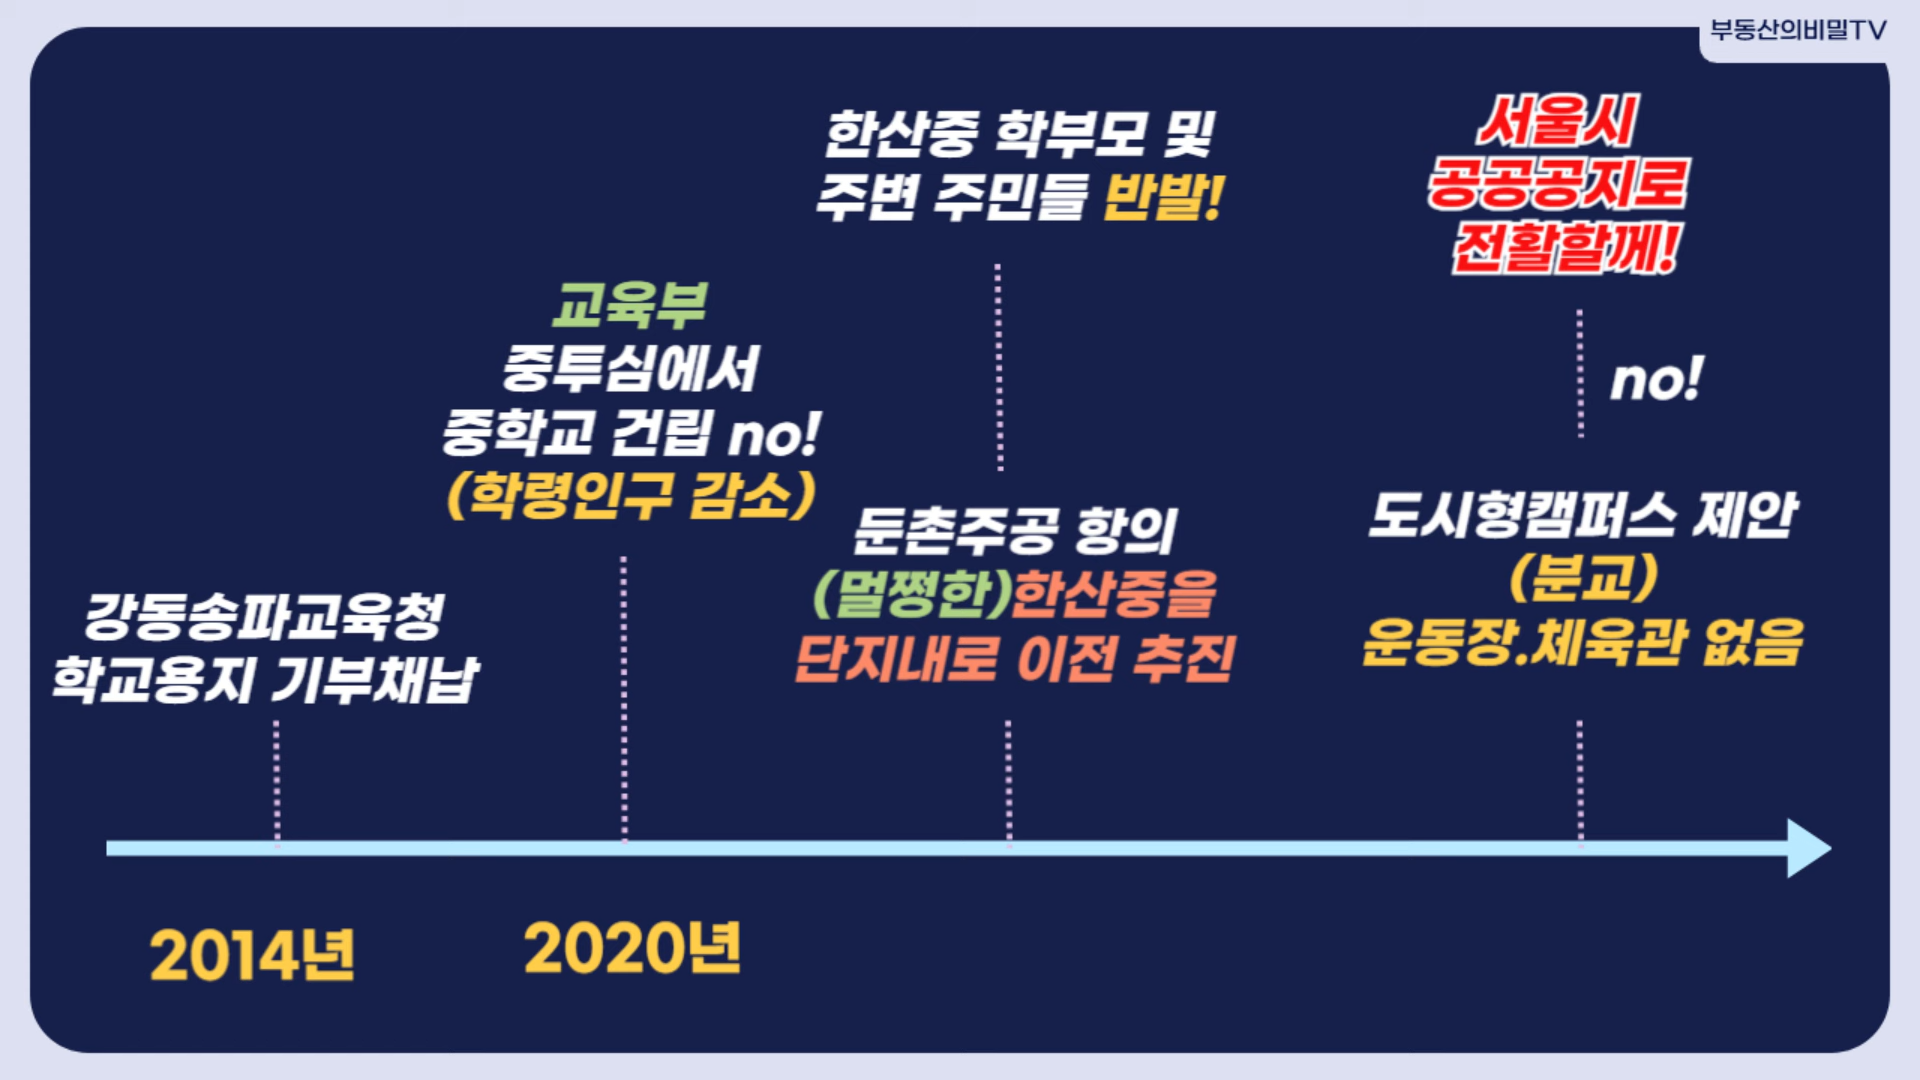 부동산의비밀TV
강동송파교육청
학교용지 기부채납
2014년
교육부
중투심에서
중학교 건립 no!
(학령인구 감소)
2020년
한산중 학부모 및
주변 주민들 반발!
둔촌주공 항의
(멀쩡한)한산중을
단지내로 이전 추진
서울시
공공공지로
전활할께!
no!
도시형캠퍼스 제안
(분교)
운동장.체육관 없음